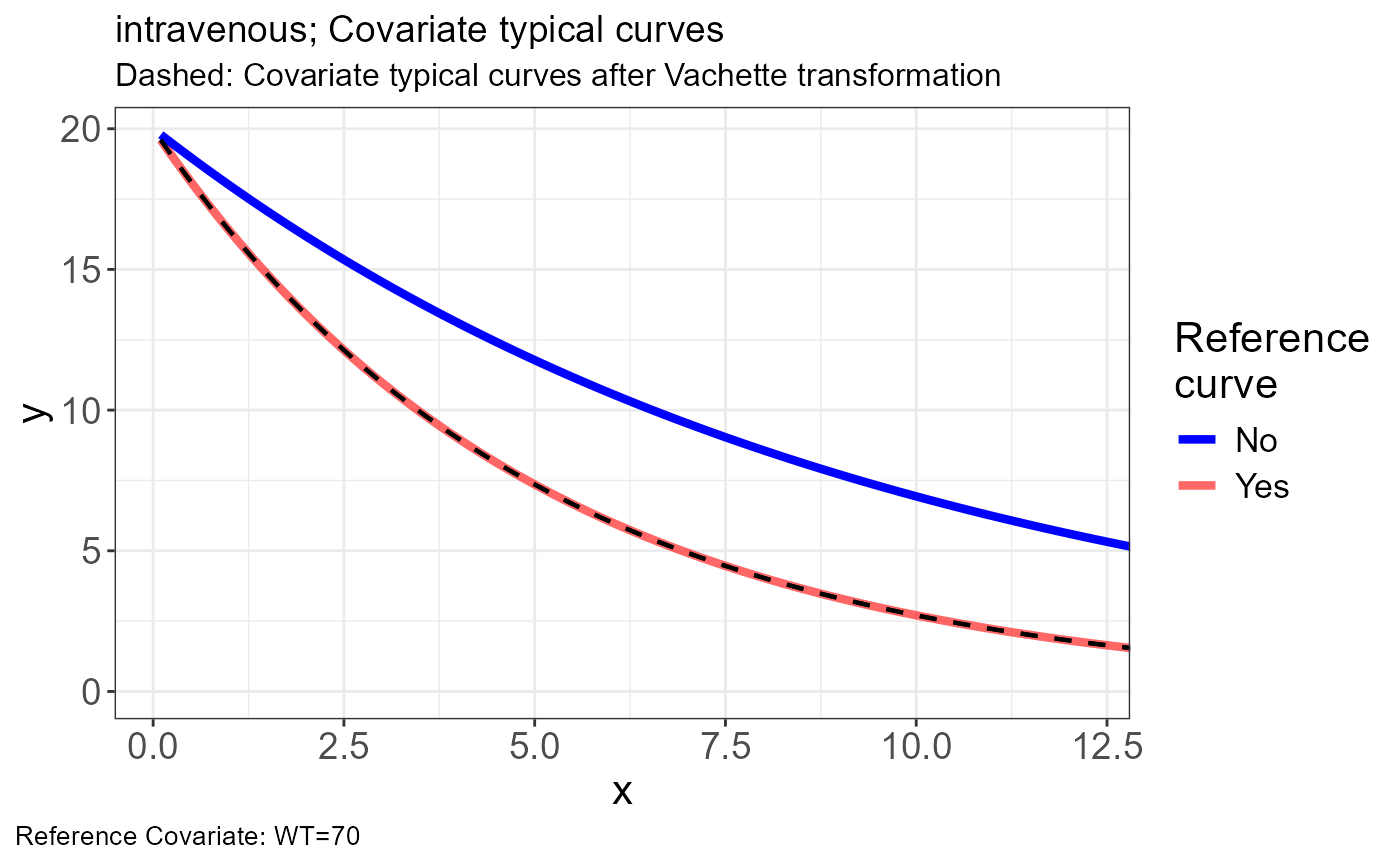 intravenous; Covariate typical curves
Dashed: Covariate typical curves after Vachette transformation
20
15
10
5
0
y
0.0
2.5
5.0
7.5
10.0
12.5
x
Reference
curve
No
Yes
Reference Covariate: WT=70